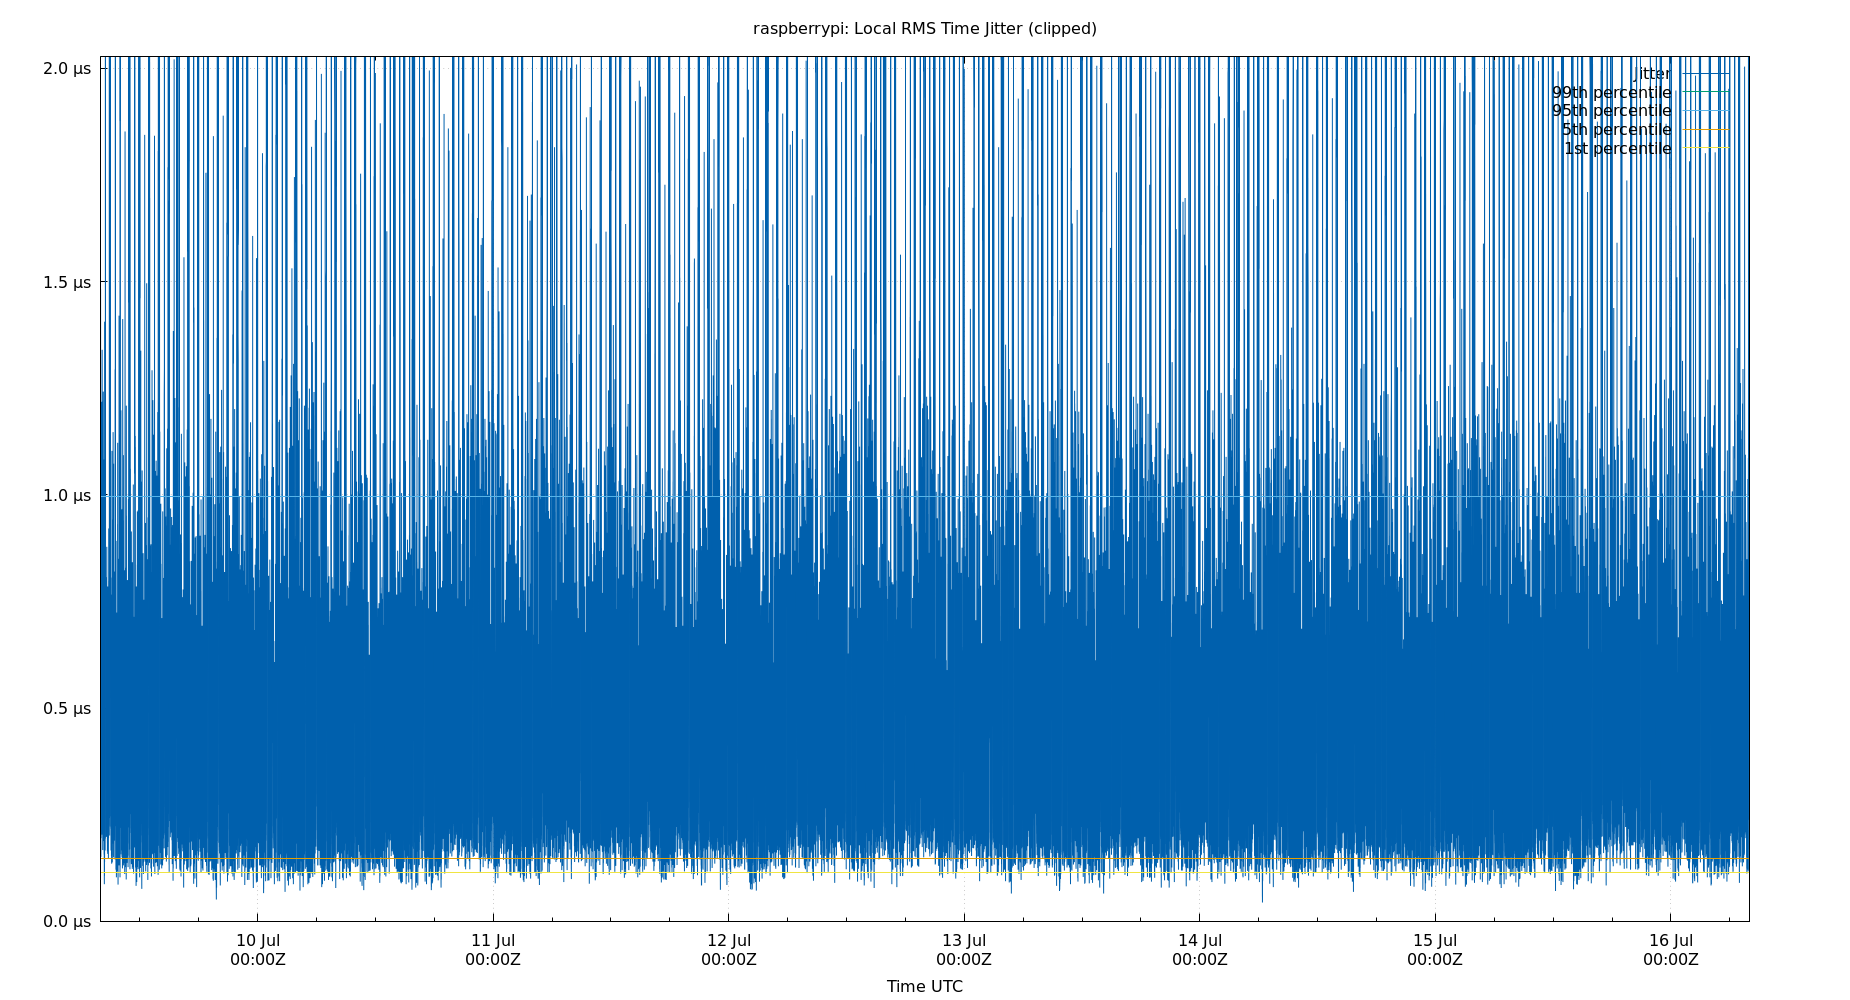 raspberrypi: Local RMS Time Jitter (clipped)
2.0 µs
1.5 µs
1.0 µs
0.5 µs
0.0 µs
jitter
99th percentile
95th percentile
5th percentile
1st percentile
10 Jul
00:00Z
11 Jul
00:00Z
12 Jul
00:00Z
13 Jul
00:00Z
14 Jul
00:00Z
15 Jul
00:00Z
16 Jul
00:00Z
Time UTC